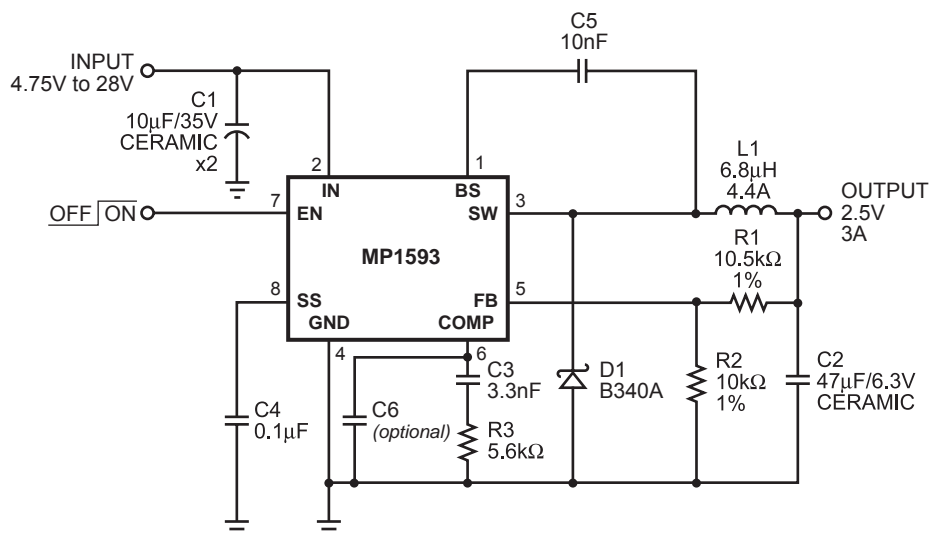 C5
10nF
INPUT
4.75V to 28V
C1
10μF/35V
CERAMIC
x2
2
IN
1
BS
L1
6.8μH
4.4A
OFF ON
7
EN
SW
3
OUTPUT
2.5V
3A
MP1593
R1
10.5kΩ
1%
8
SS
FB
5
GND
COMP
4
6
C3
3.3nF
D1
B340A
R2
10kΩ
1%
C2
47μF/6.3V
CERAMIC
C4
0.1μF
C6
(optional)
R3
5.6kΩ